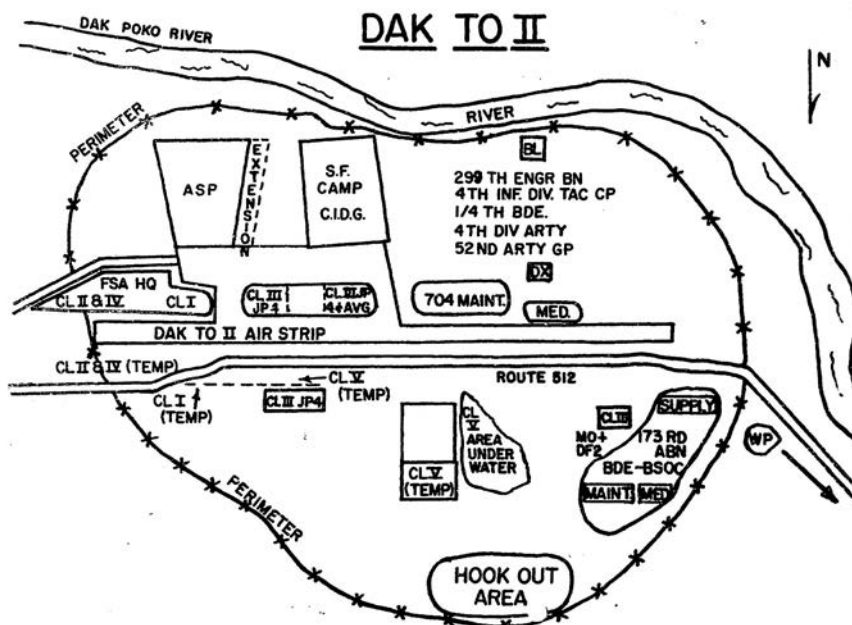 DAK TO II
DAK POKO RIVER
RIVER
N
PERIMETER
ASP
EXTENSION
S.F.
CAMP
C.I.D.G.
BL
299 TH ENGR BN
4TH INF. DIV. TAC CP
1/4 TH BDE.
4TH DIV ARTY
52ND ARTY GP
DX
FSA HQ
CL II & IV
CL I
CL III
JP4
CL III JP
4+AVG
704 MAINT.
MED.
DAK TO II AIR STRIP
CL II & IV (TEMP)
ROUTE 512
CL I
(TEMP)
CL V
(TEMP)
CL III JP4
CL V
(TEMP)
CL
V
AREA
UNDER
WATER
CL III
MO+
DF2
SUPPLY
173 RD
ABN
BDE-BSOC
MAINT.
MED
WP
PERIMETER
HOOK OUT
AREA